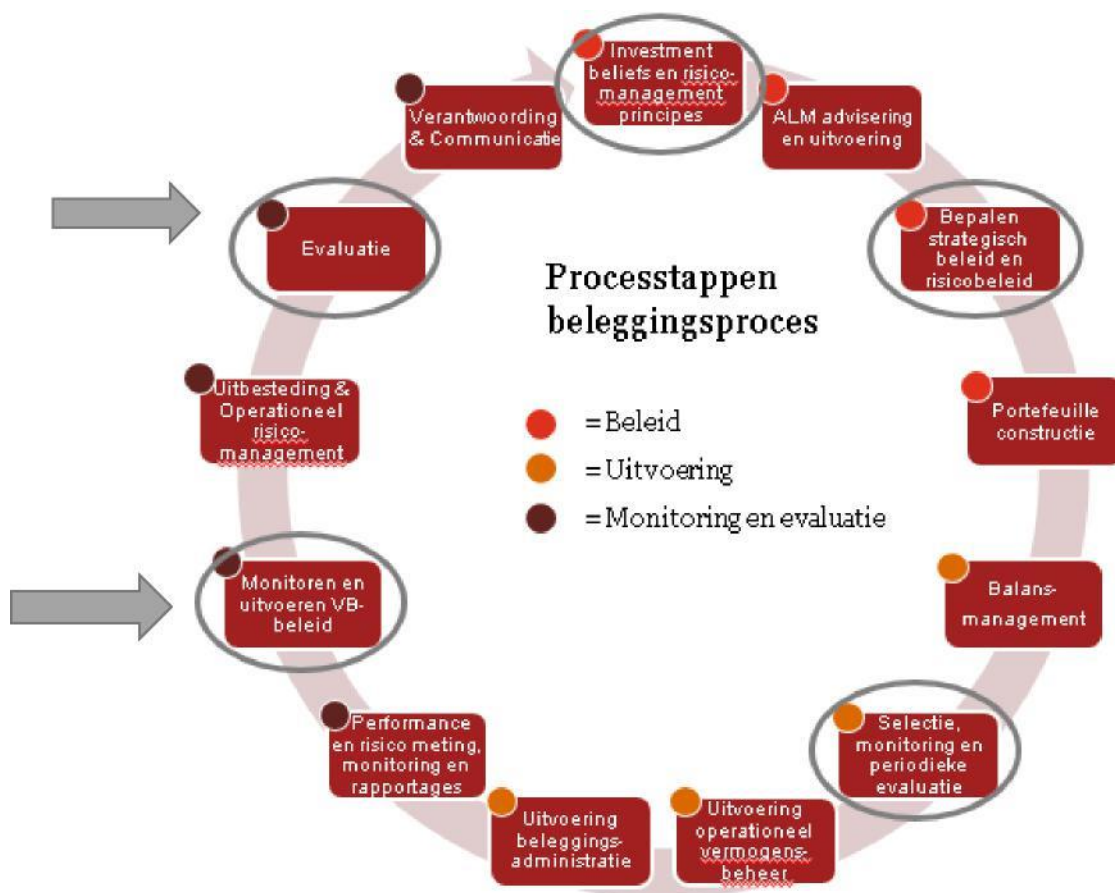 Investment
beliefs en risico-
management
principes
ALM advisering
en uitvoering
Bepalen
strategisch
beleid en
risicobeleid
Portefeuille
constructie
Balans-
management
Selectie,
monitoring en
periodieke
evaluatie
Uitvoering
operationeel
vermogens-
beheer
Uitvoering
beleggings-
administratie
Performance
en risico meting,
monitoring en
rapportages
Monitoren en
uitvoeren VB-
beleid
Uitbesteding &
Operationeel
risico-
management
Evaluatie
Verantwoording
& Communicatie
Processtappen
beleggingsproces
= Beleid
= Uitvoering
= Monitoring en evaluatie